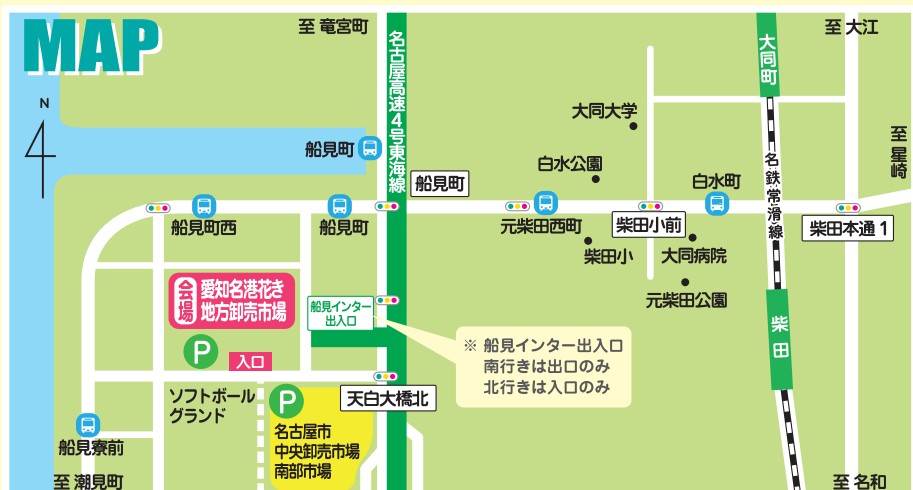 至 竜宮町
至 大江
MAP
N
名古屋高速4号東海線
大同町
大同大学
船見町
至 星崎
白水公園
名鉄常滑線
船見町
白水町
船見町西
船見町
元柴田西町
柴田小前
柴田本通1
柴田小
大同病院
会場
愛知名港花き
地方卸売市場
元柴田公園
船見インター
出入口
柴田
※ 船見インター出入口
南行きは出口のみ
北行きは入口のみ
P
入口
ソフトボール
グランド
P
天白大橋北
名古屋市
中央卸売市場
南部市場
船見寮前
至 潮見町
至 名和